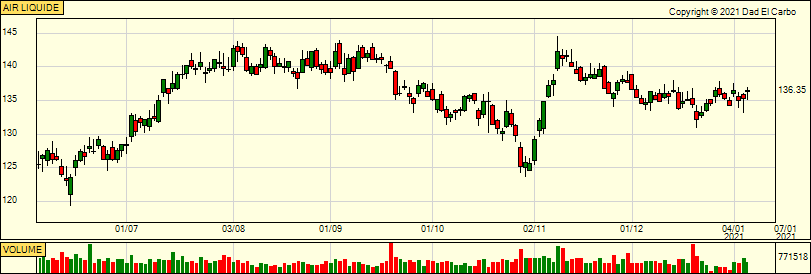 AIR LIQUIDE
Copyright © 2021 Dad El Carbo
145
140
136.35
135
130
125
120
01/07 03/08 01/09 01/10 02/11 01/12 04/01 07/01
2021 2021
VOLUME
771518